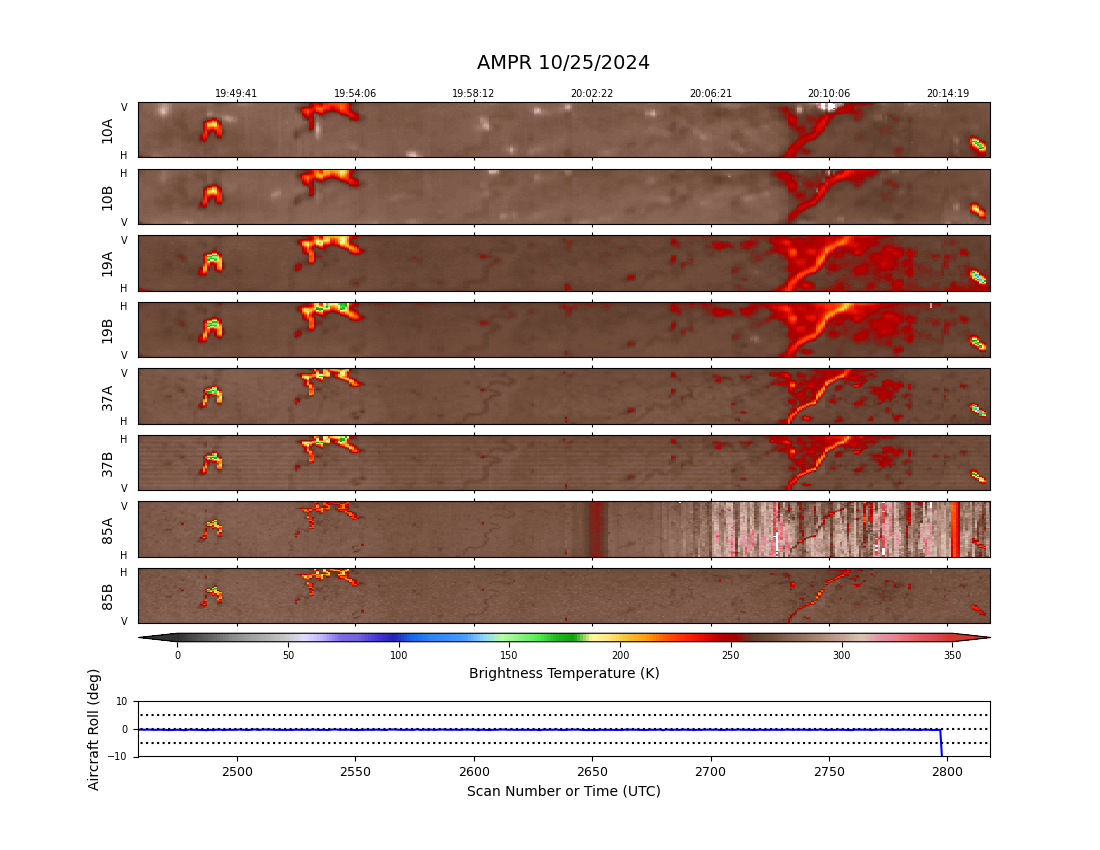 AMPR 10/25/2024
19:49:41 19:54:06 19:58:12 20:02:22 20:06:21 20:10:06 20:14:19
V
10A
H
H
10B
V
V
19A
H
H
19B
V
V
37A
H
H
37B
V
V
85A
H
H
85B
V
0 50 100 150 200 250 300 350
Brightness Temperature (K)
Aircraft Roll (deg)
10
0
−10
2500 2550 2600 2650 2700 2750 2800
Scan Number or Time (UTC)